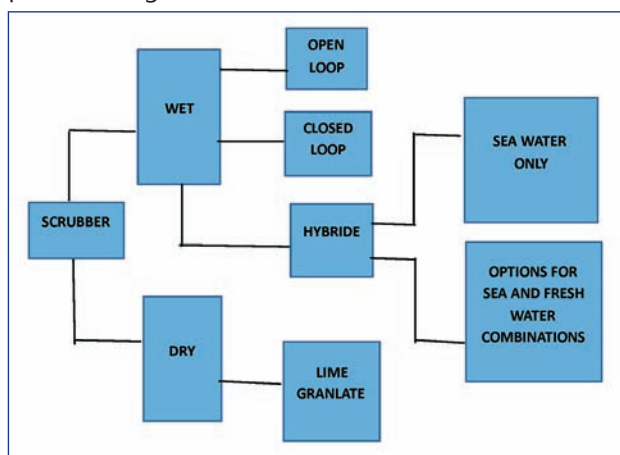 OPEN
LOOP
WET
CLOSED
LOOP
SEA WATER
ONLY
SCRUBBER
HYBRIDE
OPTIONS FOR
SEA AND FRESH
WATER
COMBINATIONS
DRY
LIME
GRANLATE